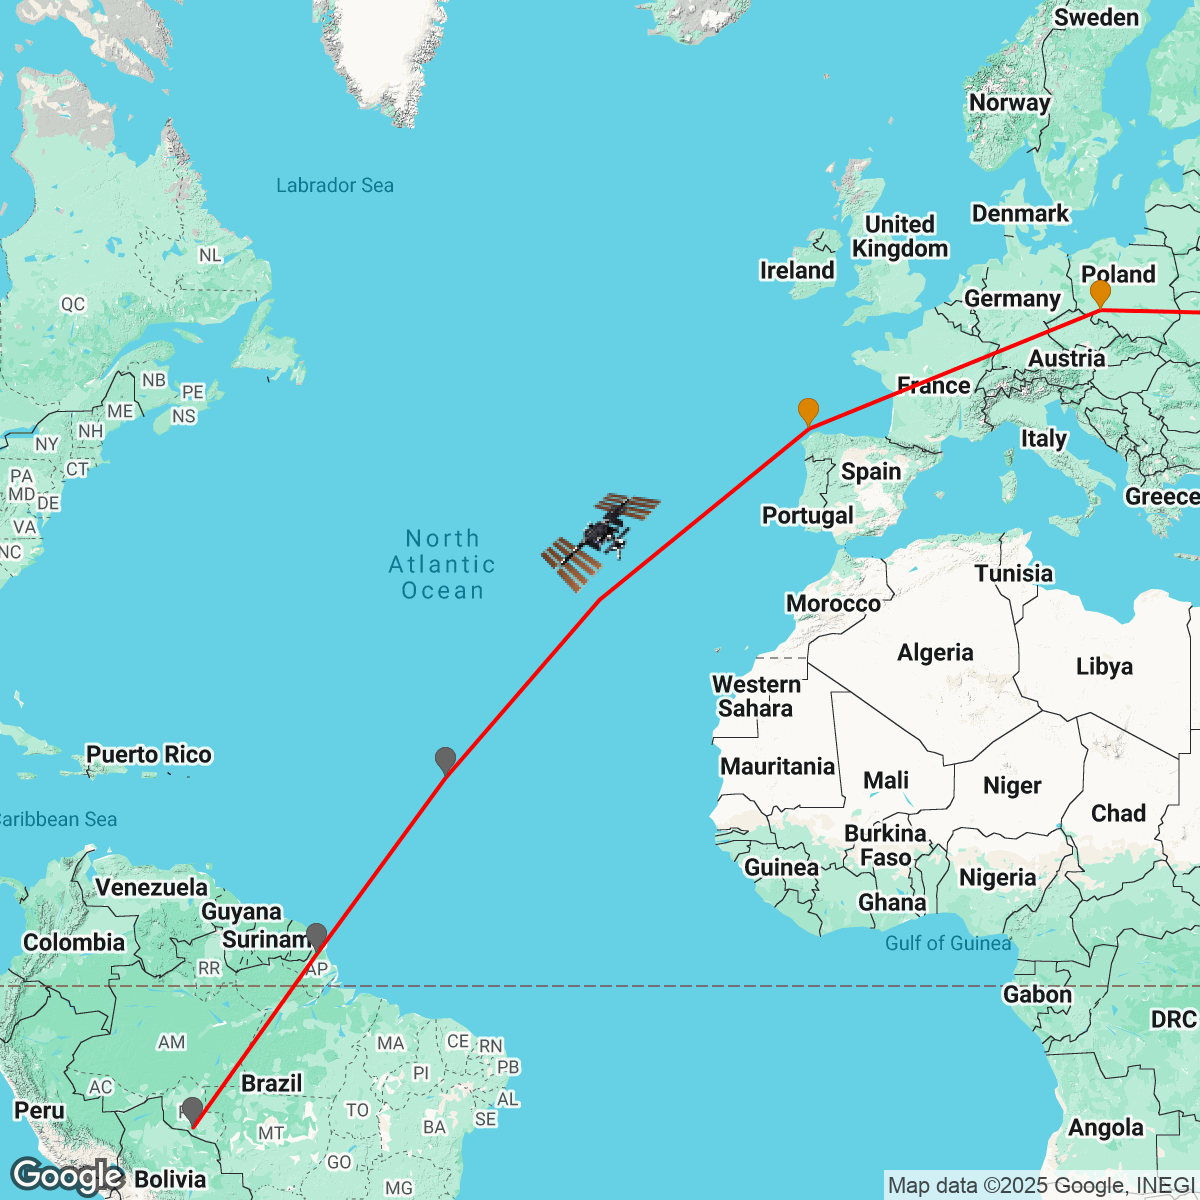 Sweden
Norway
Labrador Sea
Denmark
United
Kingdom
NL
Ireland
Poland
Germany
QC
Austria
NB
France
PE
ME
NS
NH
Italy
NY
CT
Spain
PA
MD
DE
Greece
Portugal
VA
North
Atlantic
Ocean
NC
Tunisia
Morocco
Algeria
Libya
Western
Sahara
Puerto Rico
Mauritania
Mali
Niger
Chad
aribbean Sea
Burkina
Faso
Guinea
Nigeria
Venezuela
Ghana
Guyana
Colombia
Surinam
Gulf of Guinea
RR
AP
Gabon
DRC
AM
MA
CE
RN
PI
PB
AC
Brazil
AL
Peru
TO
SE
BA
MT
Angola
GO
Bolivia
Google
MG
Map data ©2025 Google, INEGI